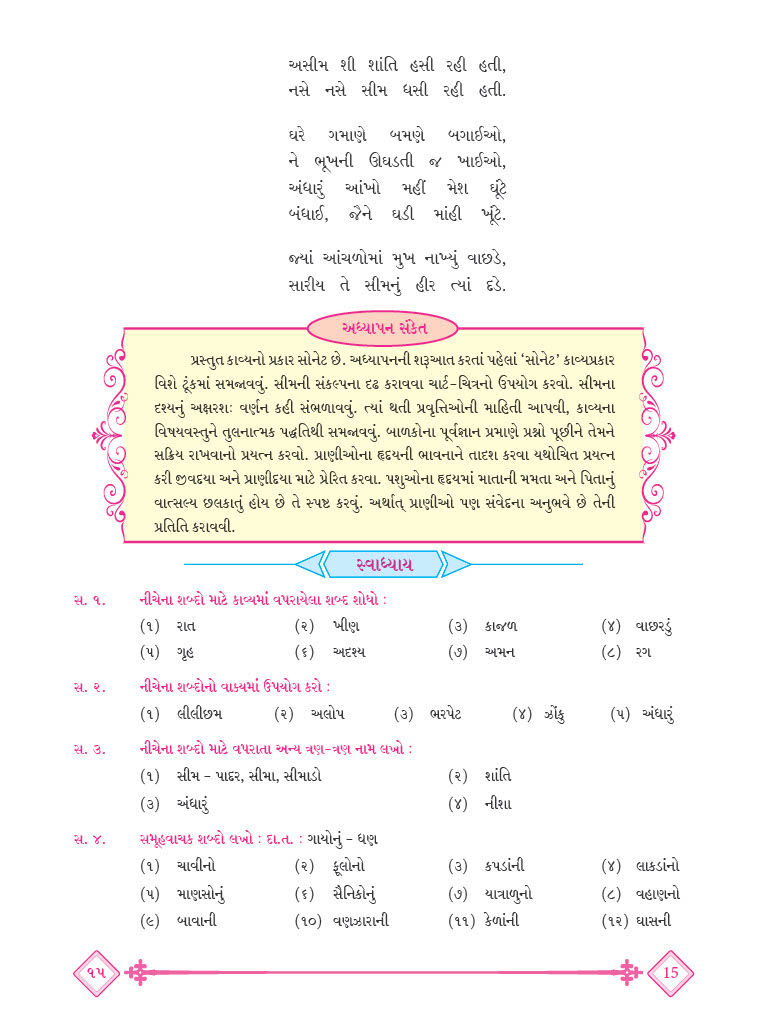 અસીમ શી શાંતિ હસી રહી હતી,
નસે નસે સીમ ધસી રહી હતી.
ઘરે ગમાણે બમણે બગાઈઓ,
ને ભૂખની ઊઘડતી જ ખાઈઓ,
અંધારું આંખો મહીં મેશ ઘૂંટે
બંધાઈ, જૈને ઘડી માંહી ખૂંટે.
જ્યાં આંચળોમાં મુખ નાખ્યું વાછડે,
સારીય તે સીમનું હીર ત્યાં દડે.
અધ્યાપન સંકેત
પ્રસ્તુત કાવ્યનો પ્રકાર સોનેટ છે. અધ્યાપનની શરૂઆત કરતાં પહેલાં ‘સોનેટ’ કાવ્યપ્રકાર
વિશે ટૂંકમાં સમજાવવું. સીમની સંકલ્પના દૃઢ કરાવવા ચાર્ટ-ચિત્રનો ઉપયોગ કરવો. સીમના
દૃશ્યનું અક્ષરશઃ વર્ણન કહી સંભળાવવું. ત્યાં થતી પ્રવૃત્તિઓની માહિતી આપવી, કાવ્યના
વિષયવસ્તુને તુલનાત્મક પદ્ધતિથી સમજાવવું. બાળકોના પૂર્વજ્ઞાન પ્રમાણે પ્રશ્નો પૂછીને તેમને
સક્રિય રાખવાનો પ્રયત્ન કરવો. પ્રાણીઓના હૃદયની ભાવનાને તાદશ કરવા યથોચિત પ્રયત્ન
કરી જીવદયા અને પ્રાણીદયા માટે પ્રેરિત કરવા. પશુઓના હૃદયમાં માતાની મમતા અને પિતાનું
વાત્સલ્ય છલકાતું હોય છે તે સ્પષ્ટ કરવું. અર્થાત્ પ્રાણીઓ પણ સંવેદના અનુભવે છે તેની
પ્રતિતિ કરાવવી.
સ્વાધ્યાય
સ. ૧. નીચેના શબ્દો માટે કાવ્યમાં વપરાયેલા શબ્દ શોધો :
(૧) રાત (૨) ખીણ (૩) કાજળ (૪) વાછરડું
(૫) ગૃહ (૬) અદૃશ્ય (૭) અમન (૮) રગ
સ. ૨. નીચેના શબ્દોનો વાક્યમાં ઉપયોગ કરો :
(૧) લીલીછમ (૨) અલોપ (૩) ભરપેટ (૪) ઝોંકુ (૫) અંધારું
સ. ૩. નીચેના શબ્દો માટે વપરાતા અન્ય ત્રણ-ત્રણ નામ લખો :
(૧) સીમ - પાદર, સીમા, સીમાડો (૨) શાંતિ
(૩) અંધારું (૪) નીશા
સ. ૪. સમૂહવાચક શબ્દો લખો : દા.ત. : ગાયોનું - ધણ
(૧) ચાવીનો (૨) ફૂલોનો (૩) કપડાંની (૪) લાકડાંનો
(૫) માણસોનું (૬) સૈનિકોનું (૭) યાત્રાળુનો (૮) વહાણનો
(૯) બાવાની (૧૦) વણઝારાની (૧૧) કેળાંની (૧૨) ઘાસની
૧૫ 15